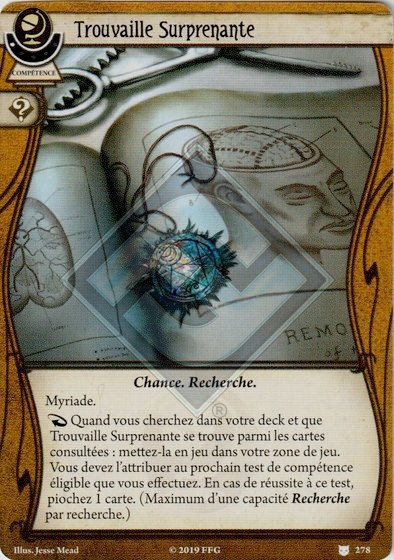 Trouvaille Surprenante
COMPÉTENCE
?
REMO
of
Chance. Recherche.
Myriade.
Quand vous cherchez dans votre deck et que
Trouvaille Surprenante se trouve parmi les cartes
consultées : mettez-la en jeu dans votre zone de jeu.
Vous devez l'attribuer au prochain test de compétence
éligible que vous effectuez. En cas de réussite à ce test,
piochez 1 carte. (Maximum d'une capacité Recherche
par recherche.)
®
Illus. Jesse Mead © 2019 FFG 278